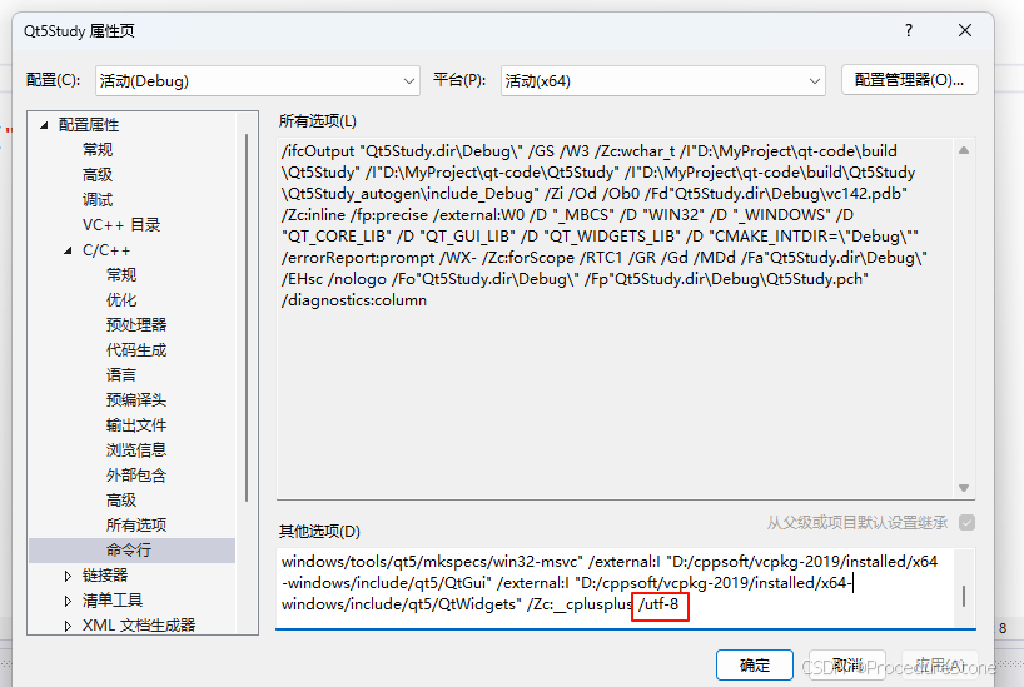 Qt5Study 属性页
?
配置(C):
活动(Debug)
平台(P):
活动(x64)
配置管理器(O)...
配置属性
常规
高级
调试
VC++ 目录
C/C++
常规
优化
预处理器
代码生成
语言
预编译头
输出文件
浏览信息
外部包含
高级
所有选项
命令行
链接器
清单工具
XML 文档生成器
所有选项(L)
/ifcOutput "Qt5Study.dir\Debug\" /GS /W3 /Zc:wchar_t /I"D:\MyProject\qt-code\build
\Qt5Study" /I"D:\MyProject\qt-code\Qt5Study" /I"D:\MyProject\qt-code\build\Qt5Study
\Qt5Study_autogen\include_Debug" /Zi /Od /Ob0 /Fd"Qt5Study.dir\Debug\vc142.pdb"
/Zc:inline /fp:precise /external:W0 /D "_MBCS" /D "WIN32" /D "_WINDOWS" /D
"QT_CORE_LIB" /D "QT_GUI_LIB" /D "QT_WIDGETS_LIB" /D "CMAKE_INTDIR=\"Debug\""
/errorReport:prompt /WX- /Zc:forScope /RTC1 /GR /Gd /MDd /Fa"Qt5Study.dir\Debug\"
/EHsc /nologo /Fo"Qt5Study.dir\Debug\" /Fp"Qt5Study.dir\Debug\Qt5Study.pch"
/diagnostics:column
其他选项(D)
从父级或项目默认设置继承
windows/tools/qt5/mkspecs/win32-msvc" /external:I "D:/cppsoft/vcpkg-2019/installed/x64
-windows/include/qt5/QtGui" /external:I "D:/cppsoft/vcpkg-2019/installed/x64-
windows/include/qt5/QtWidgets" /Zc:__cplusplus /utf-8
8
确定
取消
应用(A)
CSDN @ProcedureStone